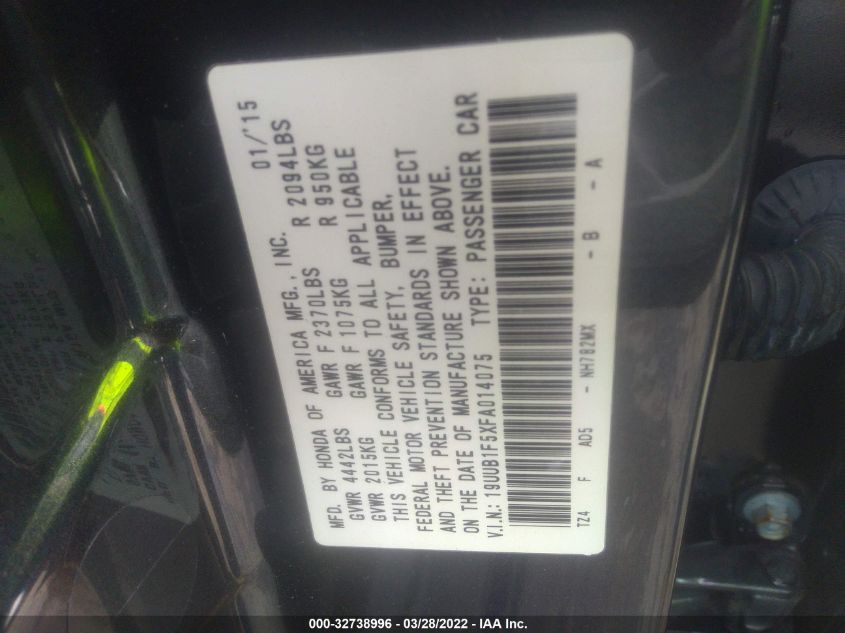 MFD. BY HONDA OF AMERICA MFG., INC. 01/'15
GVWR 4442LBS GAWR F 2370LBS R 2094LBS
GVWR 2015KG GAWR F 1075KG R 950KG
THIS VEHICLE CONFORMS TO ALL APPLICABLE
FEDERAL MOTOR VEHICLE SAFETY, BUMPER,
AND THEFT PREVENTION STANDARDS IN EFFECT
ON THE DATE OF MANUFACTURE SHOWN ABOVE.
V.I.N.: 19UUB1F5XFA014075 TYPE: PASSENGER CAR
TZ4 F AD5 - NH782MX - B - A
000-32738996 - 03/28/2022 - IAA Inc.